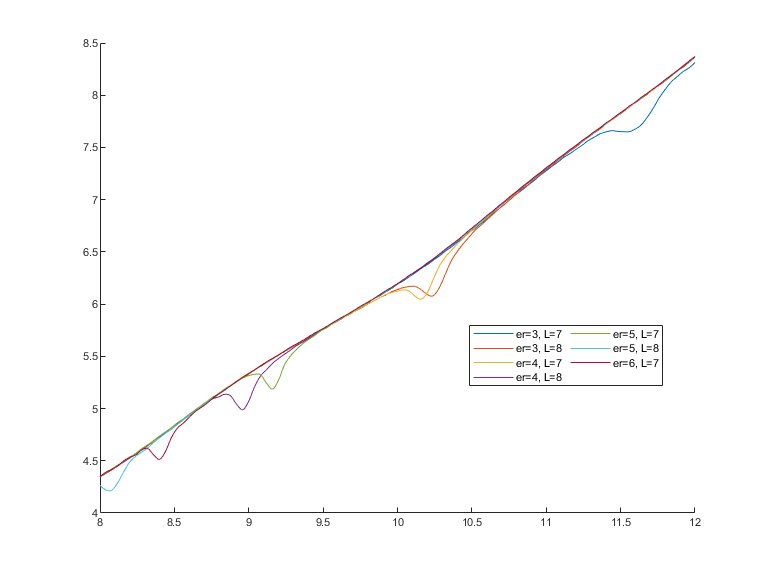 8.5
8
7.5
7
6.5
6
5.5
5
4.5
4
8 8.5 9 9.5 10 10.5 11 11.5 12
er=3, L=7 er=5, L=7
er=3, L=8 er=5, L=8
er=4, L=7 er=6, L=7
er=4, L=8